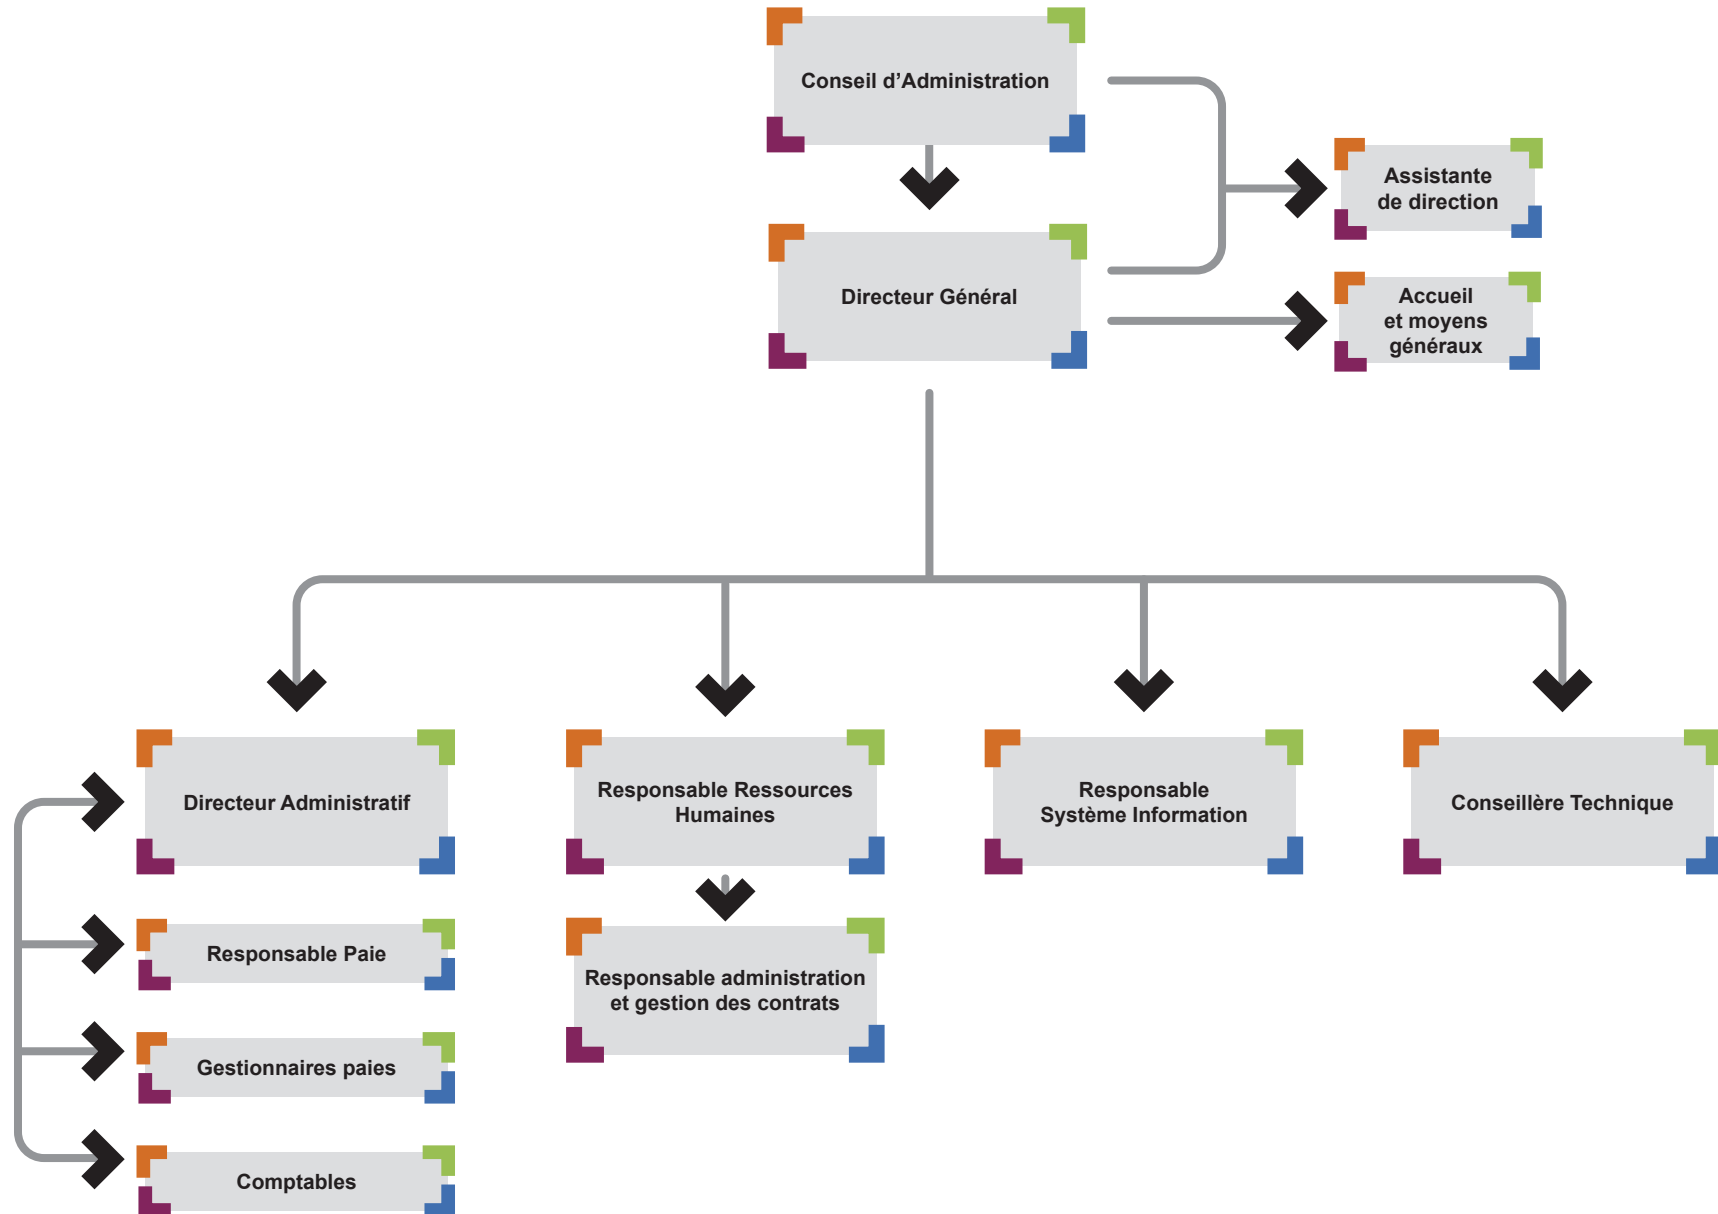 Conseil d’Administration
Assistante
de direction
Directeur Général
Accueil
et moyens
généraux
Directeur Administratif
Responsable Ressources
Humaines
Responsable
Système Information
Conseillère Technique
Responsable Paie
Responsable administration
et gestion des contrats
Gestionnaires paies
Comptables